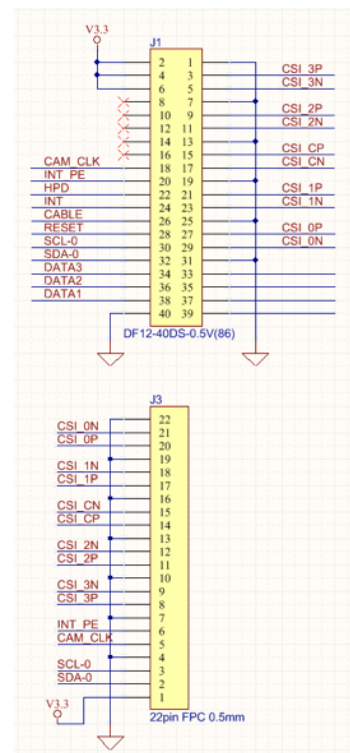 V3.3
J1
2 1
4 3 CSI_3P
6 5 CSI_3N
8 7
10 9 CSI_2P
12 11 CSI_2N
14 13
16 15 CSI_CP
CAM_CLK 18 17 CSI_CN
INT_PE 20 19
HPD 22 21 CSI_1P
INT 24 23 CSI_1N
CABLE 26 25
RESET 28 27 CSI_0P
SCL-0 30 29 CSI_0N
SDA-0 32 31
DATA3 34 33
DATA2 36 35
DATA1 38 37
40 39
DF12-40DS-0.5V(86)
J3
22
CSI_0N 21
CSI_0P 20
19
CSI_1N 18
CSI_1P 17
16
CSI_CN 15
CSI_CP 14
13
CSI_2N 12
CSI_2P 11
10
CSI_3N 9
CSI_3P 8
7
INT_PE 6
CAM_CLK 5
4
SCL-0 3
SDA-0 2
1
V3.3
22pin FPC 0.5mm